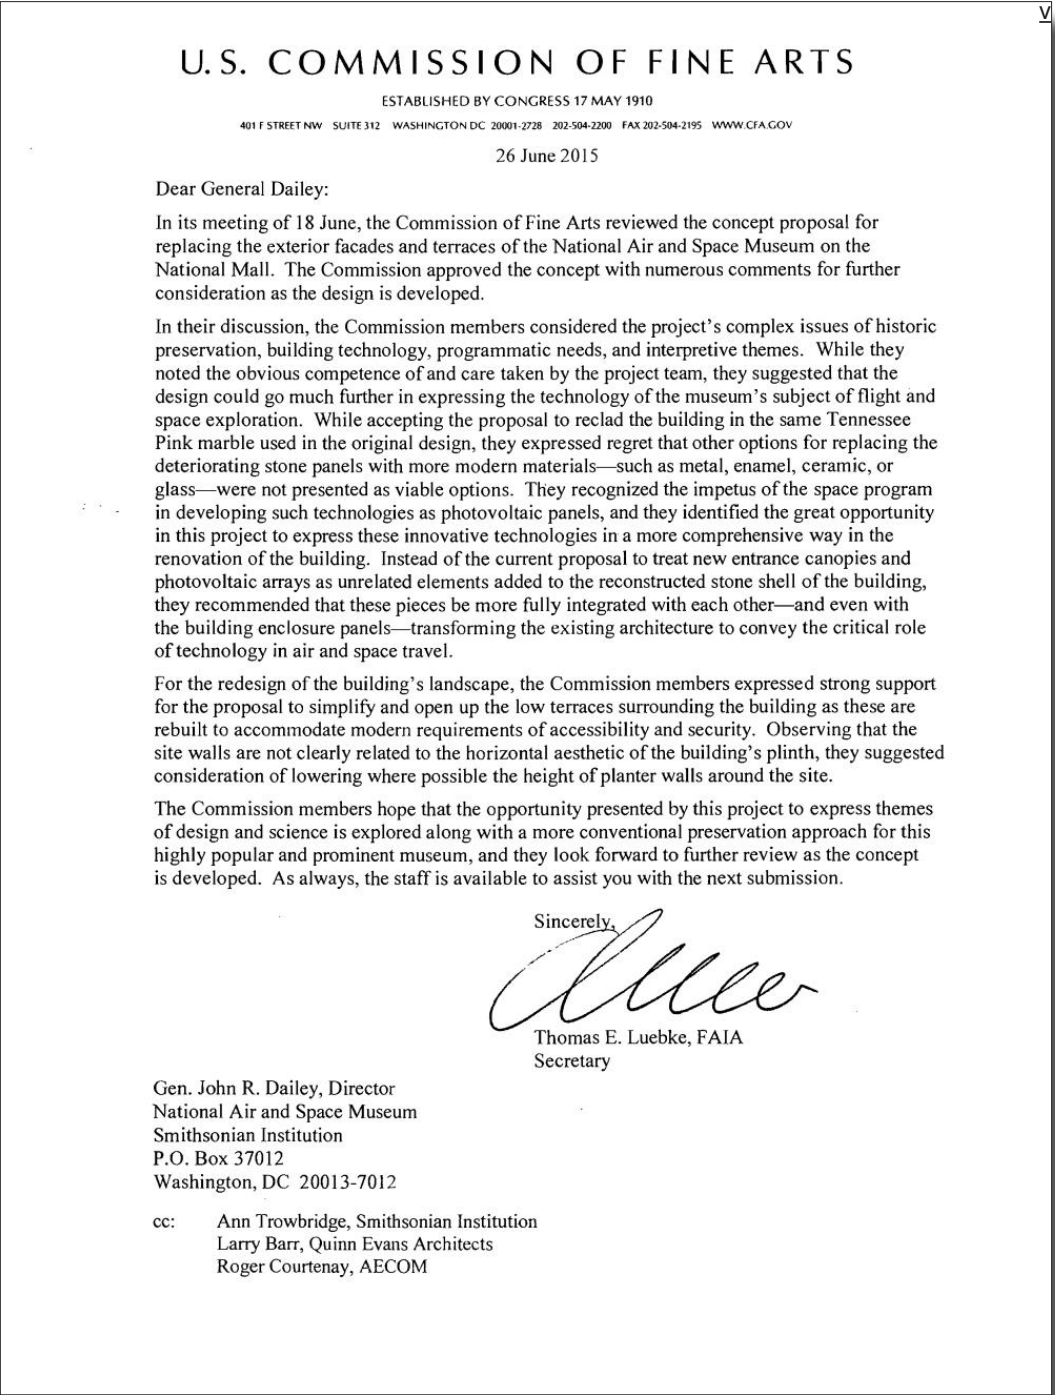 V
U.S. COMMISSION OF FINE ARTS
ESTABLISHED BY CONGRESS 17 MAY 1910
401 F STREET NW SUITE 312 WASHINGTON DC 20001-2728 202-504-2200 FAX 202-504-2195 WWW.CFA.GOV
26 June 2015
Dear General Dailey:
In its meeting of 18 June, the Commission of Fine Arts reviewed the concept proposal for
replacing the exterior facades and terraces of the National Air and Space Museum on the
National Mall. The Commission approved the concept with numerous comments for further
consideration as the design is developed.
In their discussion, the Commission members considered the project's complex issues of historic
preservation, building technology, programmatic needs, and interpretive themes. While they
noted the obvious competence of and care taken by the project team, they suggested that the
design could go much further in expressing the technology of the museum's subject of flight and
space exploration. While accepting the proposal to reclad the building in the same Tennessee
Pink marble used in the original design, they expressed regret that other options for replacing the
deteriorating stone panels with more modern materials—such as metal, enamel, ceramic, or
glass—were not presented as viable options. They recognized the impetus of the space program
in developing such technologies as photovoltaic panels, and they identified the great opportunity
in this project to express these innovative technologies in a more comprehensive way in the
renovation of the building. Instead of the current proposal to treat new entrance canopies and
photovoltaic arrays as unrelated elements added to the reconstructed stone shell of the building,
they recommended that these pieces be more fully integrated with each other—and even with
the building enclosure panels—transforming the existing architecture to convey the critical role
of technology in air and space travel.
For the redesign of the building's landscape, the Commission members expressed strong support
for the proposal to simplify and open up the low terraces surrounding the building as these are
rebuilt to accommodate modern requirements of accessibility and security. Observing that the
site walls are not clearly related to the horizontal aesthetic of the building's plinth, they suggested
consideration of lowering where possible the height of planter walls around the site.
The Commission members hope that the opportunity presented by this project to express themes
of design and science is explored along with a more conventional preservation approach for this
highly popular and prominent museum, and they look forward to further review as the concept
is developed. As always, the staff is available to assist you with the next submission.
Sincerely,
Thomas E. Luebke, FAIA
Secretary
Gen. John R. Dailey, Director
National Air and Space Museum
Smithsonian Institution
P.O. Box 37012
Washington, DC 20013-7012
cc: Ann Trowbridge, Smithsonian Institution
Larry Barr, Quinn Evans Architects
Roger Courtenay, AECOM